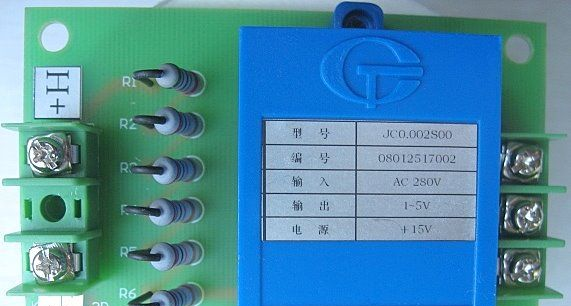 H+
R1
R2
R3
R4
R5
R6
型号 JC0.002S00
编号 08012517002
输入 AC 280V
输出 1~5V
电源 +15V